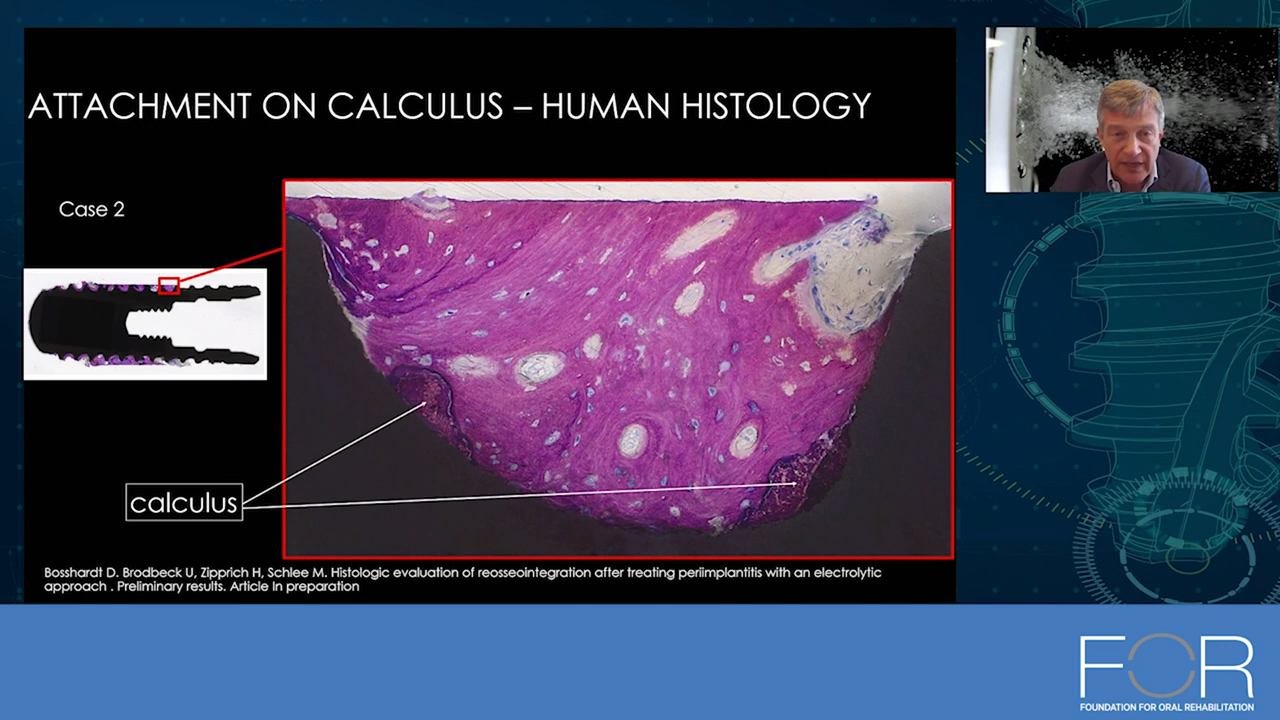 ATTACHMENT ON CALCULUS – HUMAN HISTOLOGY
Case 2
calculus
Bosshardt D. Brodbeck U, Zipprich H, Schlee M. Histologic evaluation of reosseointegration after treating periimplantitis with an electrolytic
approach . Preliminary results. Article In preparation
FOR
FOUNDATION FOR ORAL REHABILITATION